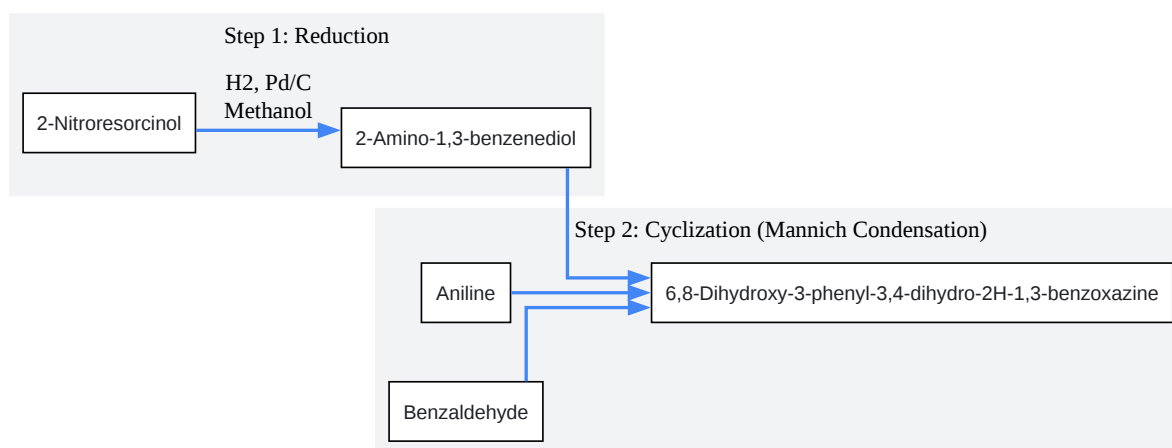 Step 1: Reduction
H2, Pd/C
Methanol
2-Nitroresorcinol
2-Amino-1,3-benzenediol
Step 2: Cyclization (Mannich Condensation)
Aniline
6,8-Dihydroxy-3-phenyl-3,4-dihydro-2H-1,3-benzoxazine
Benzaldehyde